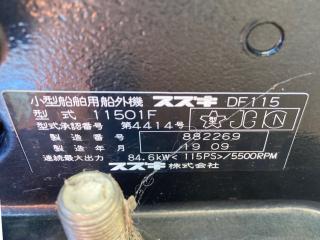 小型船舶用船外機 スズキ DF115
型式 11501F
型式承認番号 第4414号 JG N
製造番号 882269
製造年月 19 09
連続最大出力 84.6kW<115PS>/5500RPM
スズキ株式会社